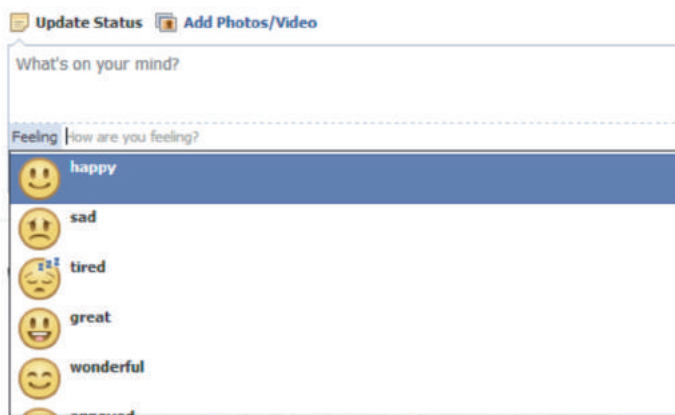 Update Status Add Photos/Video
What's on your mind?
Feeling How are you feeling?
happy
sad
tired
great
wonderful